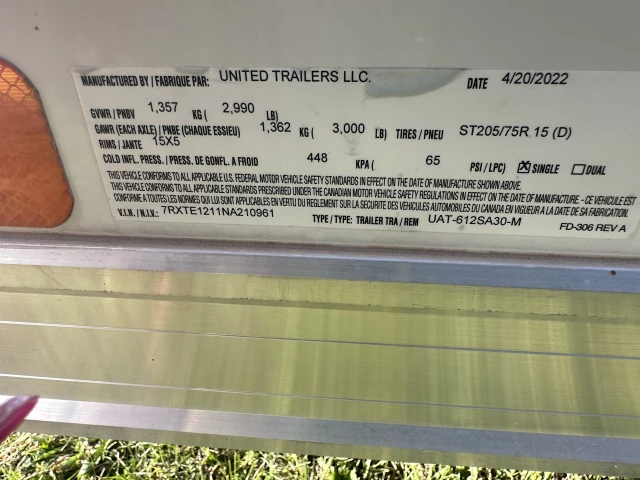 MANUFACTURED BY / FABRIQUE PAR: UNITED TRAILERS LLC. DATE 4/20/2022
GVWR / PNBV 1,357 KG ( 2,990 LB)
GAWR (EACH AXLE) / PNBE (CHAQUE ESSIEU) 1,362 KG ( 3,000 LB) TIRES / PNEU ST205/75R 15 (D)
RIMS / JANTE 15X5
COLD INFL. PRESS. / PRESS. DE GONFL. A FROID 448 KPA ( 65 PSI / LPC) ☒ SINGLE ☐ DUAL
THIS VEHICLE CONFORMS TO ALL APPLICABLE U.S. FEDERAL MOTOR VEHICLE SAFETY STANDARDS IN EFFECT ON THE DATE OF MANUFACTURE SHOWN ABOVE.
THIS VEHICLE CONFORMS TO ALL APPLICABLE STANDARDS PRESCRIBED UNDER THE CANADIAN MOTOR VEHICLE SAFETY REGULATIONS IN EFFECT ON THE DATE OF MANUFACTURE - CE VEHICULE EST
CONFORME A TOUTES LES NORMES QUI LUI SONT APPLICABLES EN VERTU DU REGLEMENT SUR LA SECURITE DES VEHICULES AUTOMOBILES DU CANADA EN VIGUEUR A LA DATE DE SA FABRICATION.
V.I.N. / N.I.V.: 7RXTE1211NA210961 TYPE / TYPE: TRAILER TRA / REM UAT-612SA30-M
FD-306 REV A